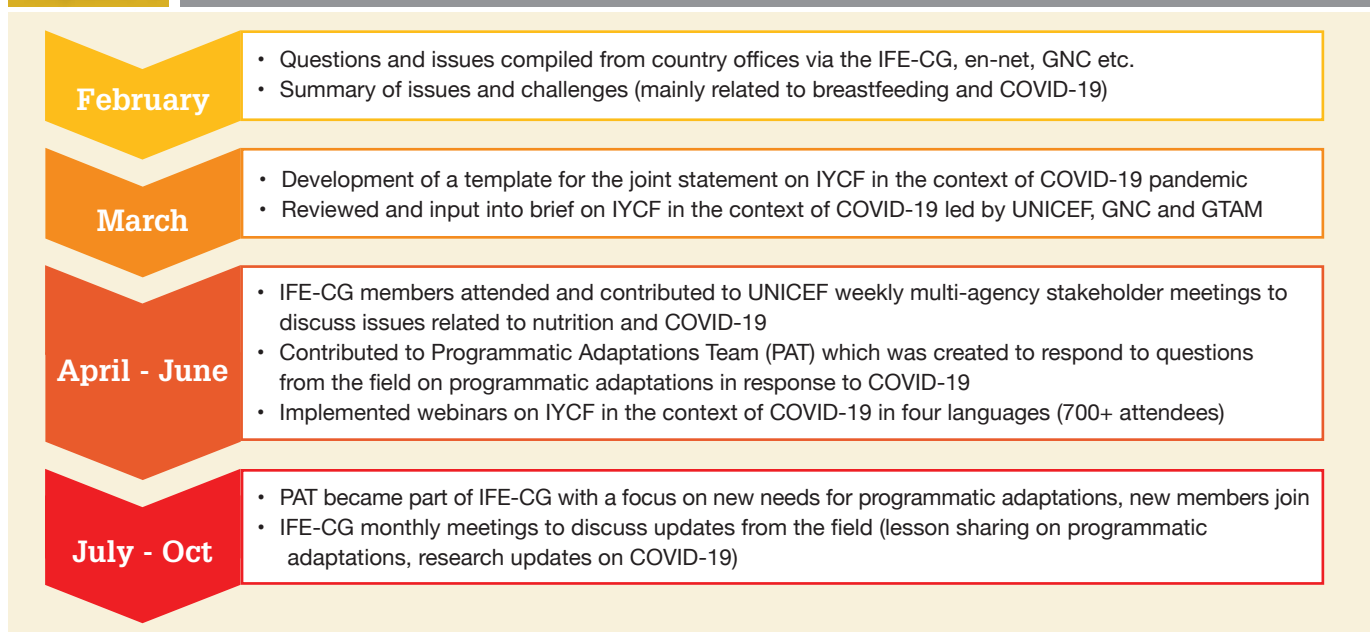 February
• Questions and issues compiled from country offices via the IFE-CG, en-net, GNC etc.
• Summary of issues and challenges (mainly related to breastfeeding and COVID-19)
March
• Development of a template for the joint statement on IYCF in the context of COVID-19 pandemic
• Reviewed and input into brief on IYCF in the context of COVID-19 led by UNICEF, GNC and GTAM
April - June
• IFE-CG members attended and contributed to UNICEF weekly multi-agency stakeholder meetings to
discuss issues related to nutrition and COVID-19
• Contributed to Programmatic Adaptations Team (PAT) which was created to respond to questions
from the field on programmatic adaptations in response to COVID-19
• Implemented webinars on IYCF in the context of COVID-19 in four languages (700+ attendees)
July - Oct
• PAT became part of IFE-CG with a focus on new needs for programmatic adaptations, new members join
• IFE-CG monthly meetings to discuss updates from the field (lesson sharing on programmatic
adaptations, research updates on COVID-19)